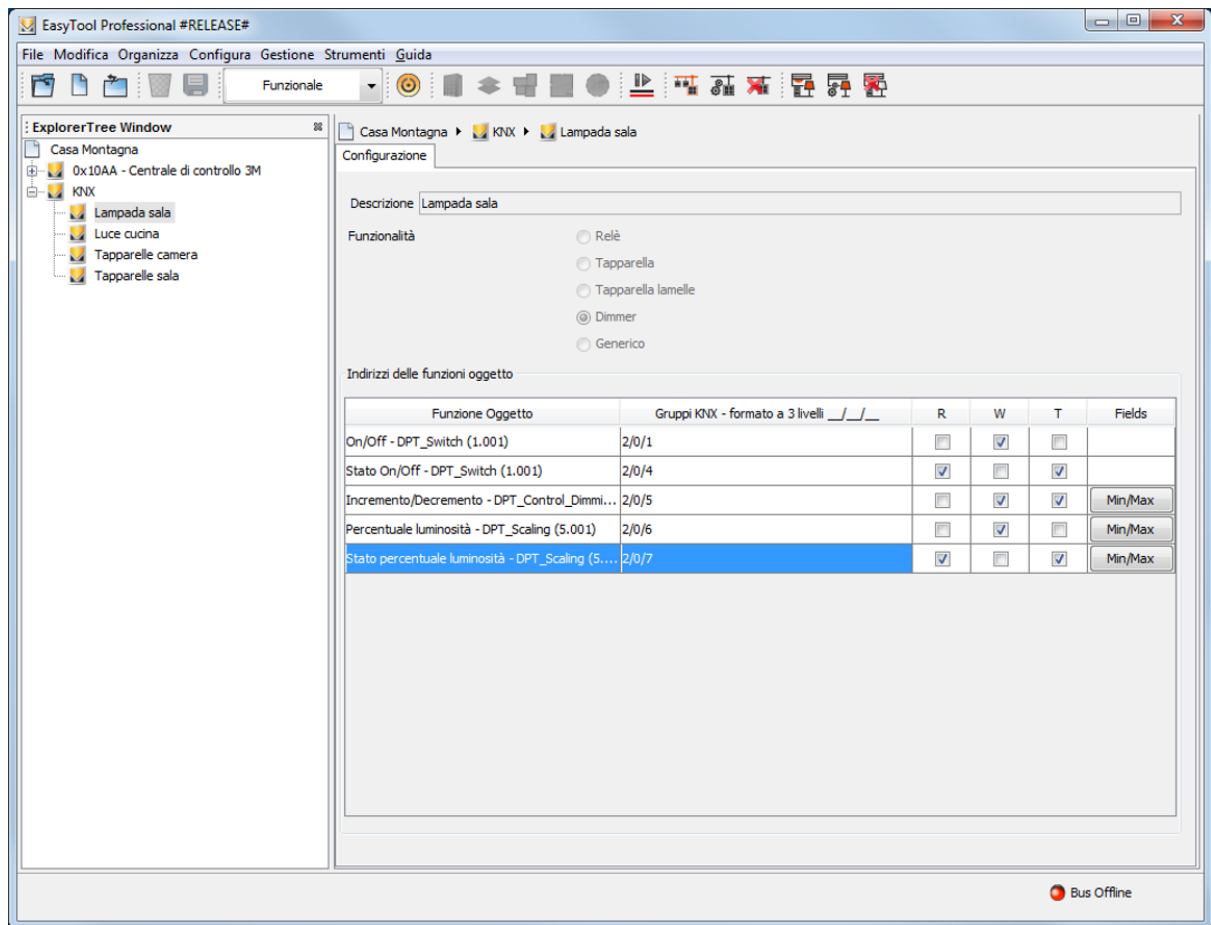 EasyTool Professional #RELEASE#
File Modifica Organizza Configura Gestione Strumenti Guida
Funzionale
ExplorerTree Window
Casa Montagna
0x10AA - Centrale di controllo 3M
KNX
Lampada sala
Luce cucina
Tapparelle camera
Tapparelle sala
Casa Montagna KNX Lampada sala
Configurazione
Descrizione Lampada sala
Funzionalità Relè
Tapparella
Tapparella lamelle
Dimmer
Generico
Indirizzi delle funzioni oggetto
Funzione Oggetto Gruppi KNX - formato a 3 livelli __/__/__ R W T Fields
On/Off - DPT_Switch (1.001) 2/0/1
Stato On/Off - DPT_Switch (1.001) 2/0/4
Incremento/Decremento - DPT_Control_Dimmi... 2/0/5 Min/Max
Percentuale luminosità - DPT_Scaling (5.001) 2/0/6 Min/Max
Stato percentuale luminosità - DPT_Scaling (5.... 2/0/7 Min/Max
Bus Offline